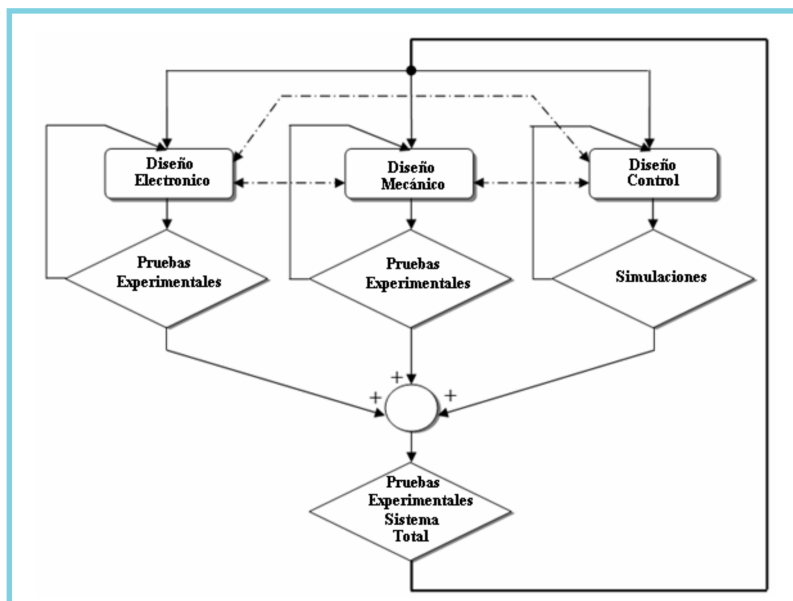 Diseño
Electronico
Diseño
Mecánico
Diseño
Control
Pruebas
Experimentales
Pruebas
Experimentales
Simulaciones
+
+
+
Pruebas
Experimentales
Sistema
Total